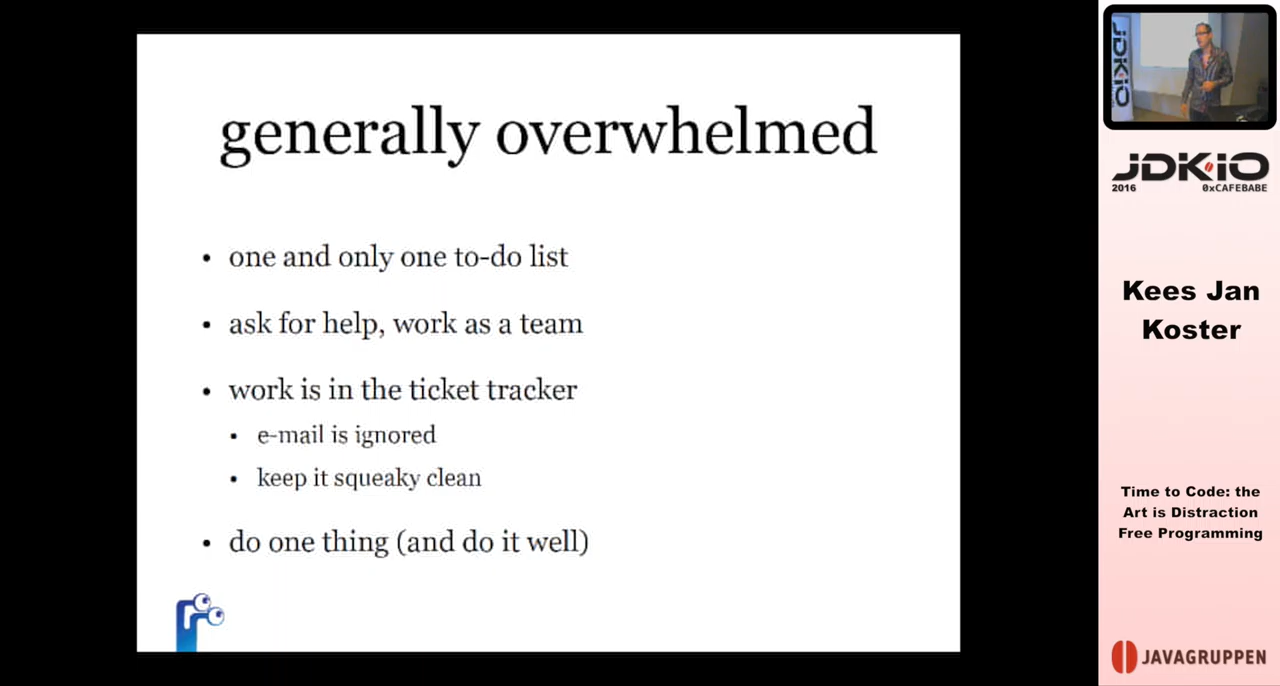 generally overwhelmed
• one and only one to-do list
• ask for help, work as a team
• work is in the ticket tracker
• e-mail is ignored
• keep it squeaky clean
• do one thing (and do it well)
JDKIO
JDK.IO
2016 0xCAFEBABE
Kees Jan
Koster
Time to Code: the
Art is Distraction
Free Programming
JAVAGRUPPEN